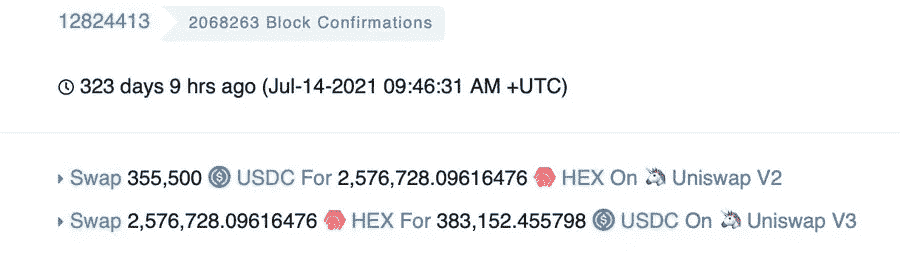 12824413 2068263 Block Confirmations
323 days 9 hrs ago (Jul-14-2021 09:46:31 AM +UTC)
Swap 355,500 USDC For 2,576,728.09616476 HEX On Uniswap V2
Swap 2,576,728.09616476 HEX For 383,152.455798 USDC On Uniswap V3